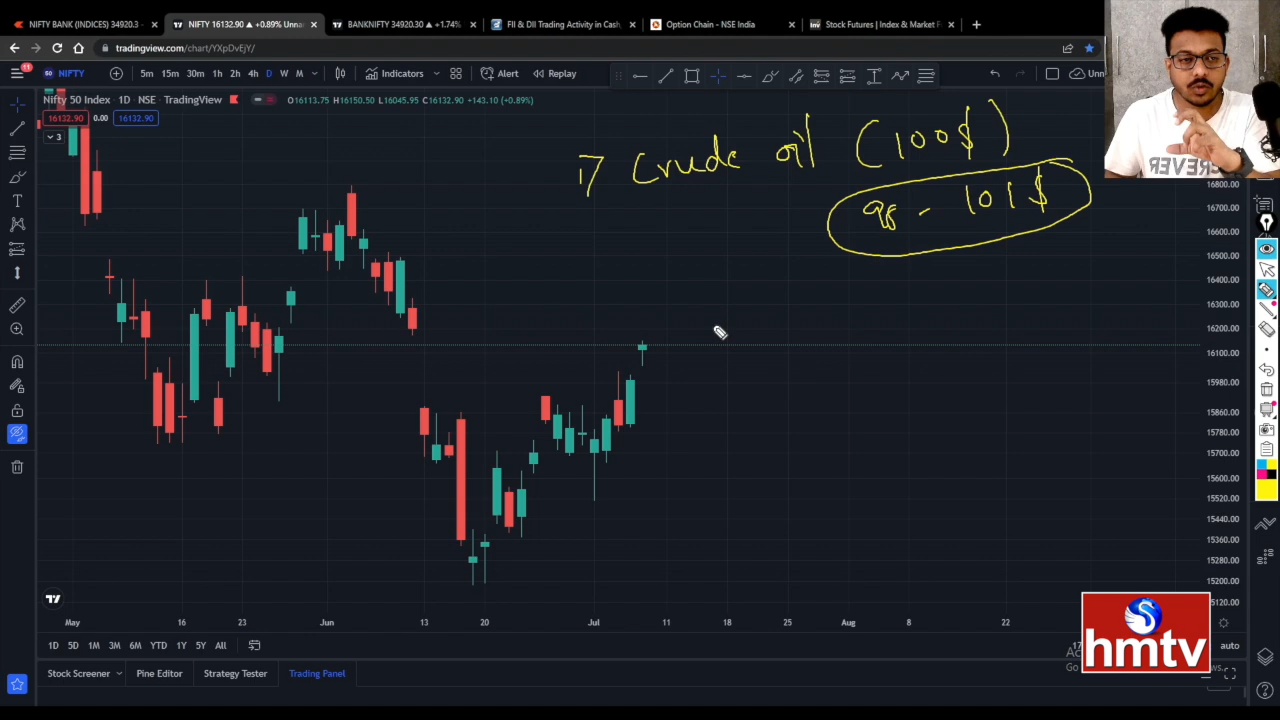 NIFTY BANK (INDICES) 34920.3 -
NIFTY 16132.90 ▲ +0.89% Unna
BANKNIFTY 34920.30 ▲ +1.74%
FII & DII Trading Activity in Cash
Option Chain - NSE India
Stock Futures | Index & Market F
tradingview.com/chart/YXpDvEjY/
11
50 NIFTY 5m 15m 30m 1h 2h 4h D W M Indicators Alert Replay Unn
Nifty 50 Index · 1D · NSE · TradingView O16113.75 H16150.50 L16045.95 C16132.90 +143.10 (+0.89%)
16132.90 0.00 16132.90
3
Crude oil (100$)
98 - 101$
EVEREVER
16800.00
16700.00
16600.00
16500.00
16400.00
16300.00
16200.00
16100.00
15980.00
15860.00
15780.00
15700.00
15600.00
15520.00
15440.00
15360.00
15280.00
15200.00
15120.00
May 16 23 Jun 13 20 Jul 11 18 25 Aug 8 22
1D 5D 1M 3M 6M YTD 1Y 5Y All
auto
hmtv
Stock Screener Pine Editor Strategy Tester Trading Panel